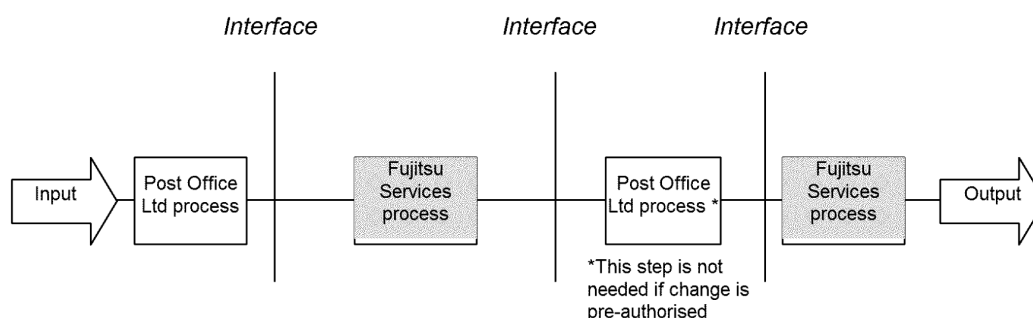 Interface
Interface
Interface
Input
Post Office
Ltd process
Fujitsu
Services
process
Post Office
Ltd process *
Fujitsu
Services
process
Output
*This step is not
needed if change is
pre-authorised